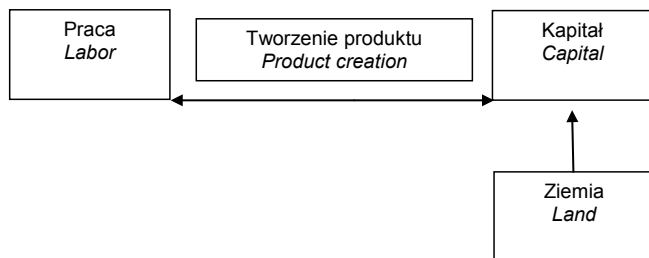 Praca
Labor
Tworzenie produktu
Product creation
Kapitał
Capital
Ziemia
Land